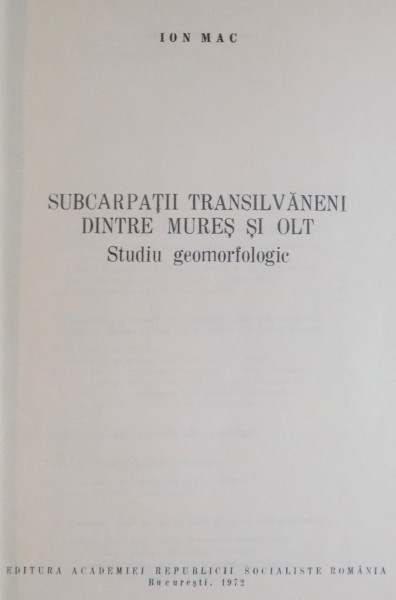 ION MAC
SUBCARPAȚII TRANSILVĂNENI
DINTRE MUREȘ ȘI OLT
Studiu geomorfologic
EDITURA ACADEMIEI REPUBLICII SOCIALISTE ROMÂNIA
București, 1972